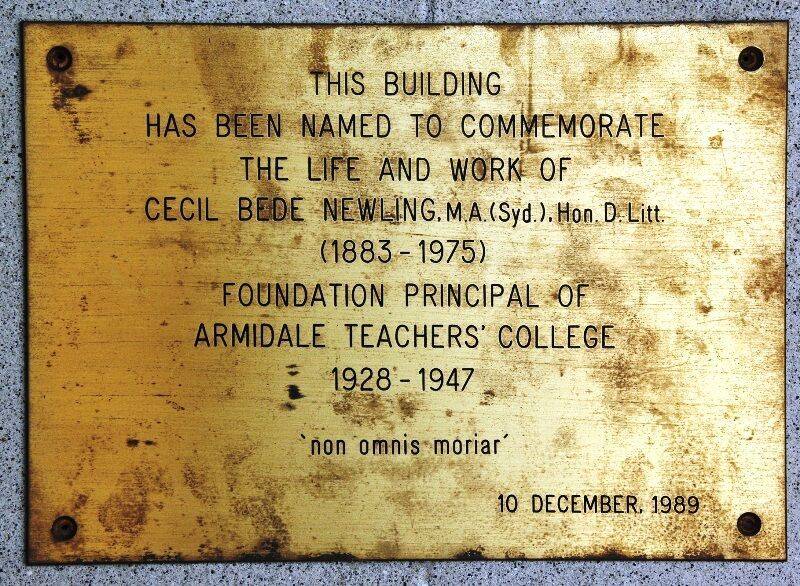 THIS BUILDING
HAS BEEN NAMED TO COMMEMORATE
THE LIFE AND WORK OF
CECIL BEDE NEWLING, M.A.(Syd.), Hon. D. Litt.
(1883-1975)
FOUNDATION PRINCIPAL OF
ARMIDALE TEACHERS' COLLEGE
1928-1947
`non omnis moriar´
10 DECEMBER, 1989